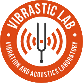 VIBRASTIC LAB
VIBRATION AND ACOUSTICS LABORATORY